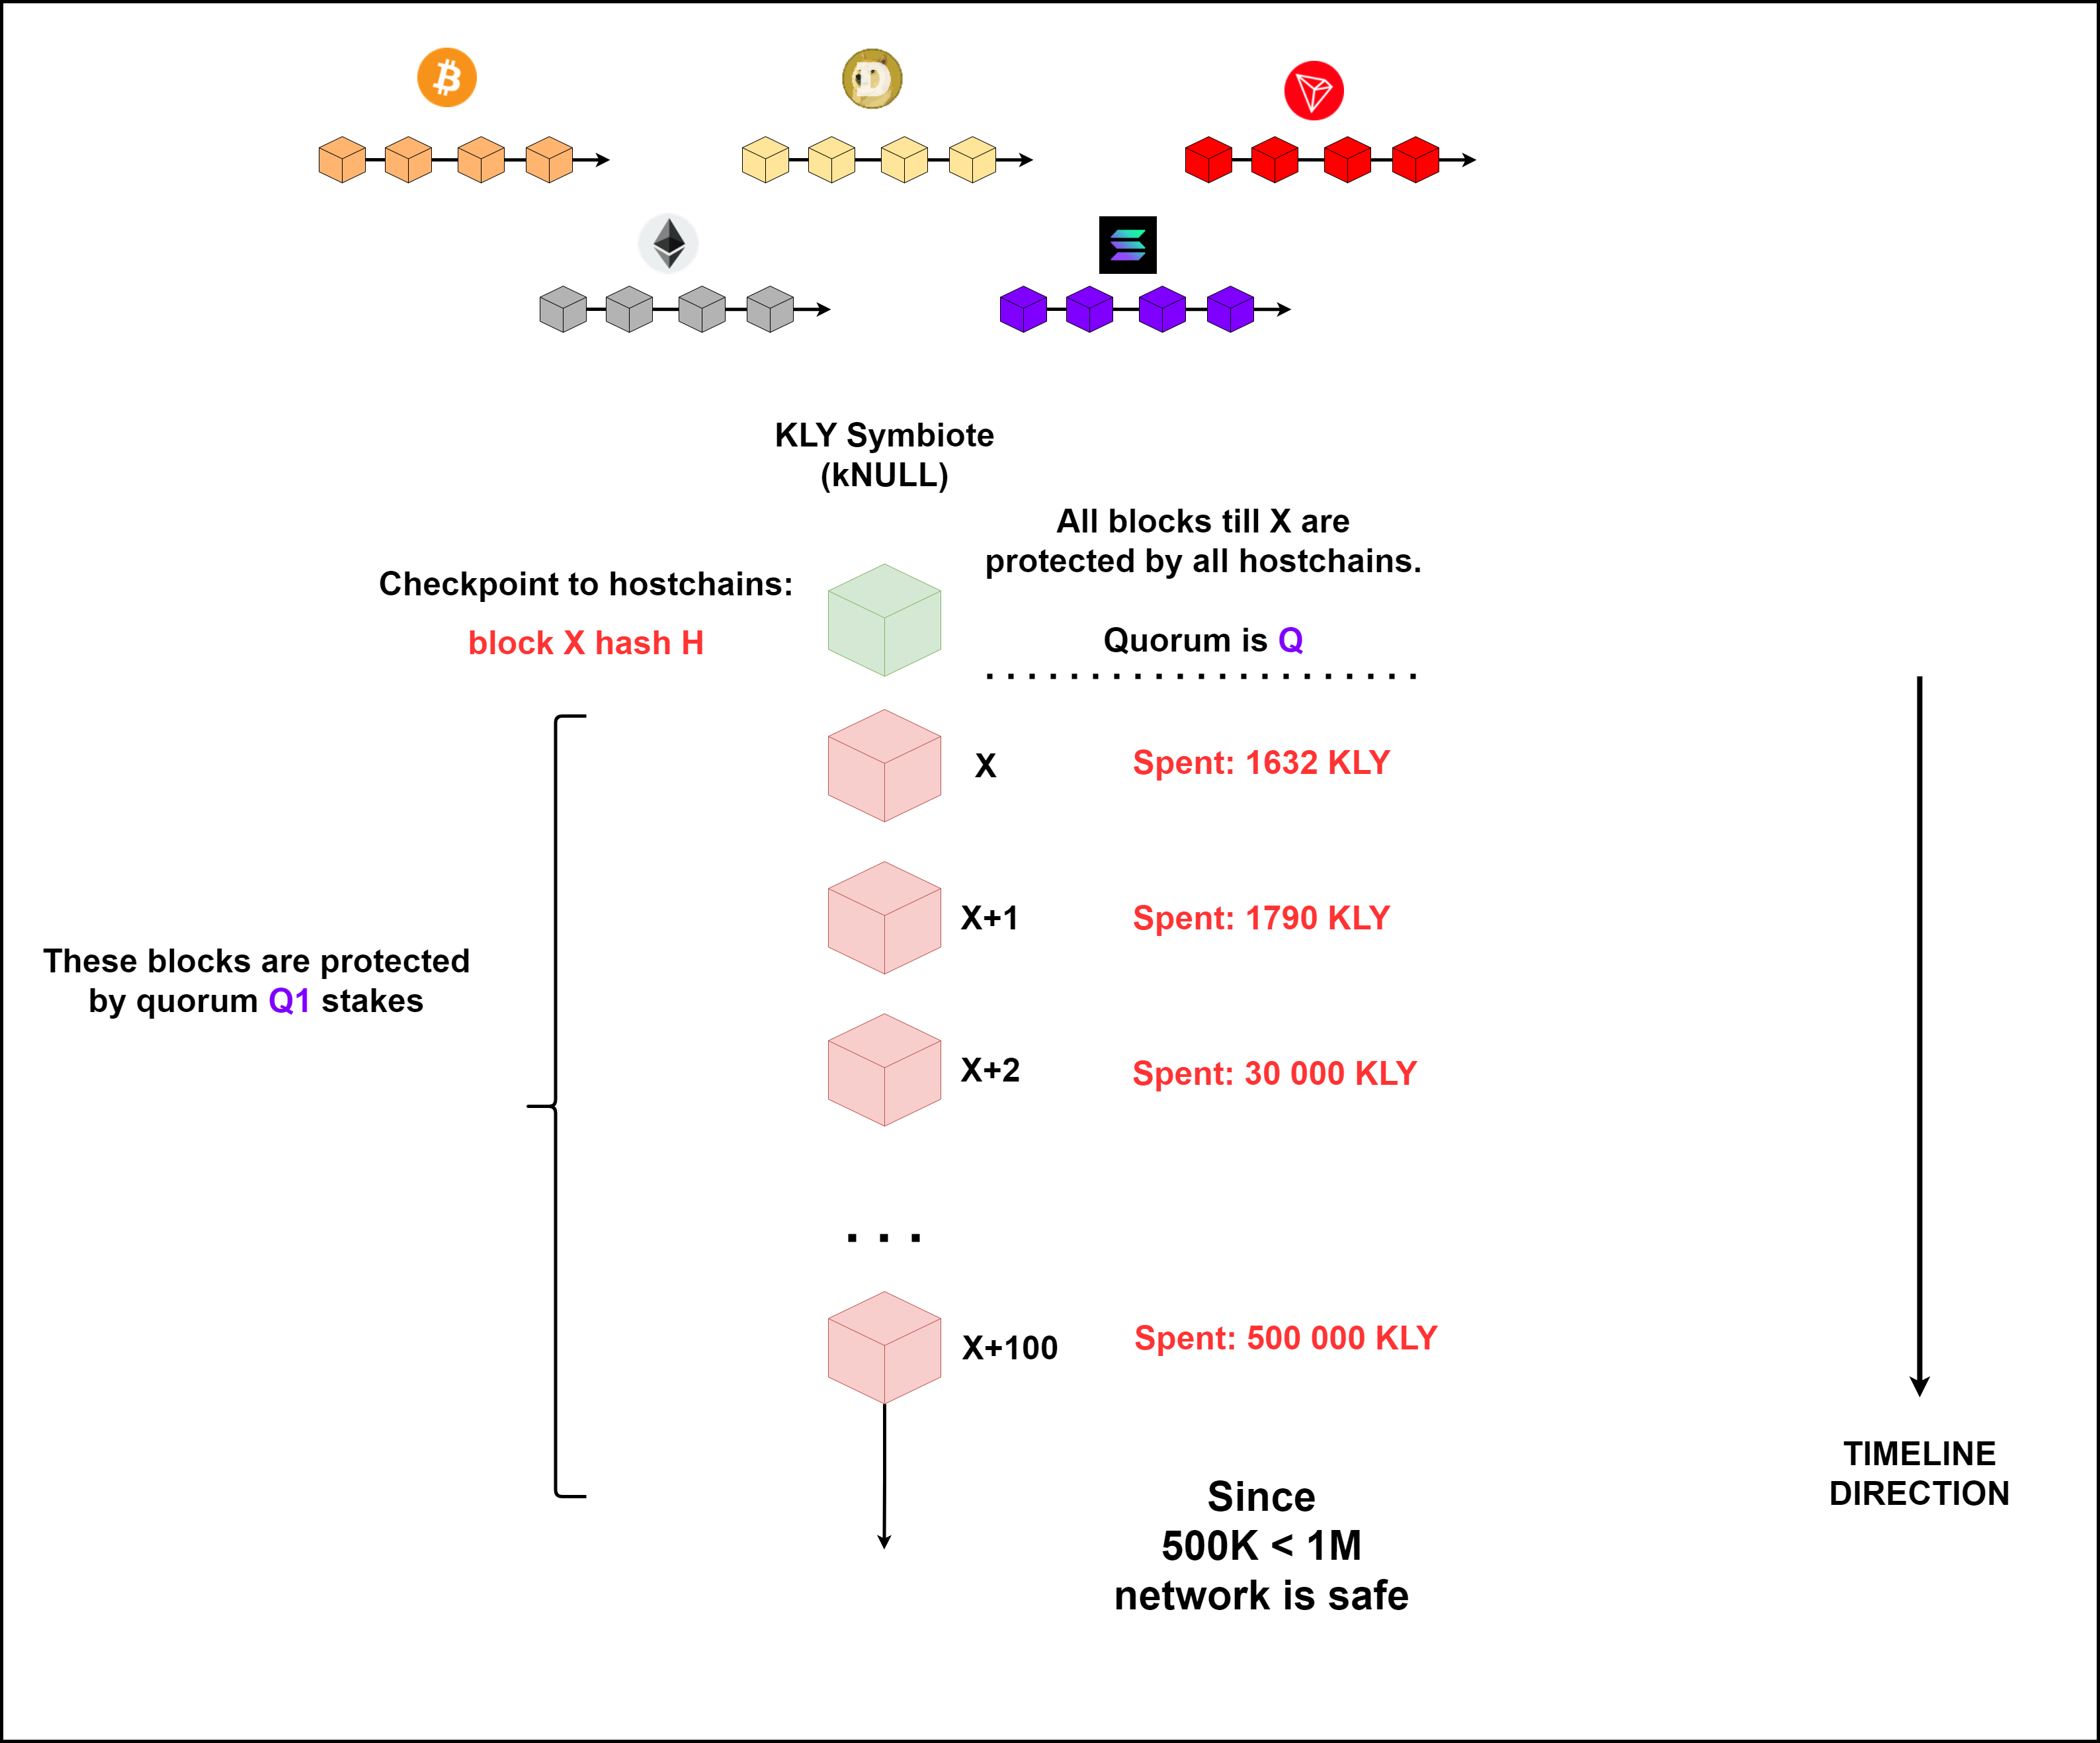 KLY Symbiote
(kNULL)
All blocks till X are
protected by all hostchains.
Checkpoint to hostchains:
block X hash H
Quorum is Q
. . . . . . . . . . . . . . . . . . . . .
X
Spent: 1632 KLY
X+1
Spent: 1790 KLY
These blocks are protected
by quorum Q1 stakes
X+2
Spent: 30 000 KLY
. . .
X+100
Spent: 500 000 KLY
TIMELINE
DIRECTION
Since
500K < 1M
network is safe